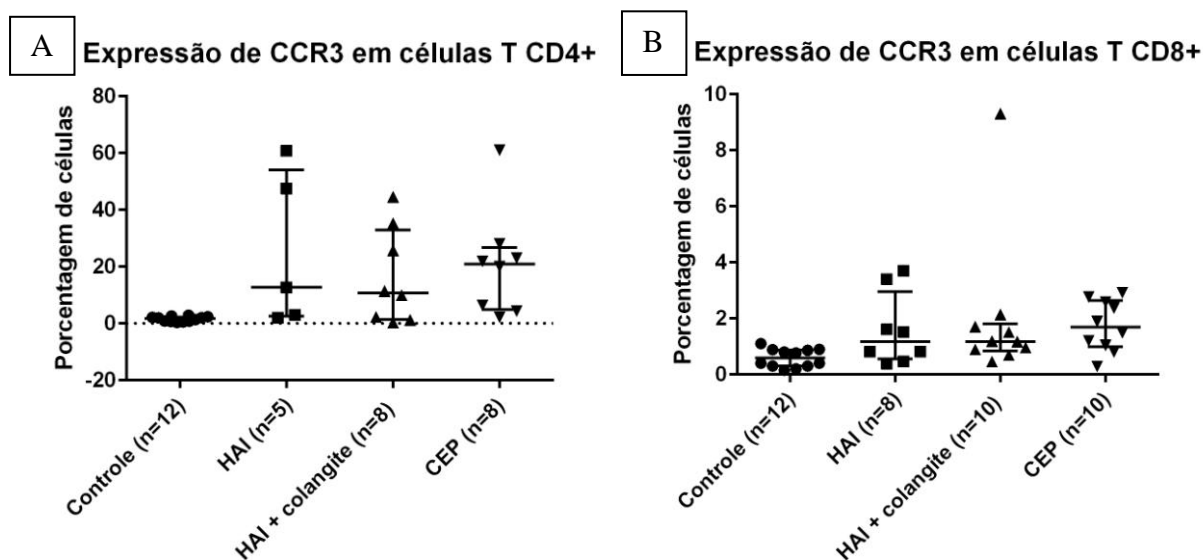 A
Expressão de CCR3 em células T CD4+
Porcentagem de células
80
60
40
20
0
-20
Controle (n=12)
HAI (n=5)
HAI + colangite (n=8)
CEP (n=8)
B
Expressão de CCR3 em células T CD8+
Porcentagem de células
10
8
6
4
2
0
Controle (n=12)
HAI (n=8)
HAI + colangite (n=10)
CEP (n=10)